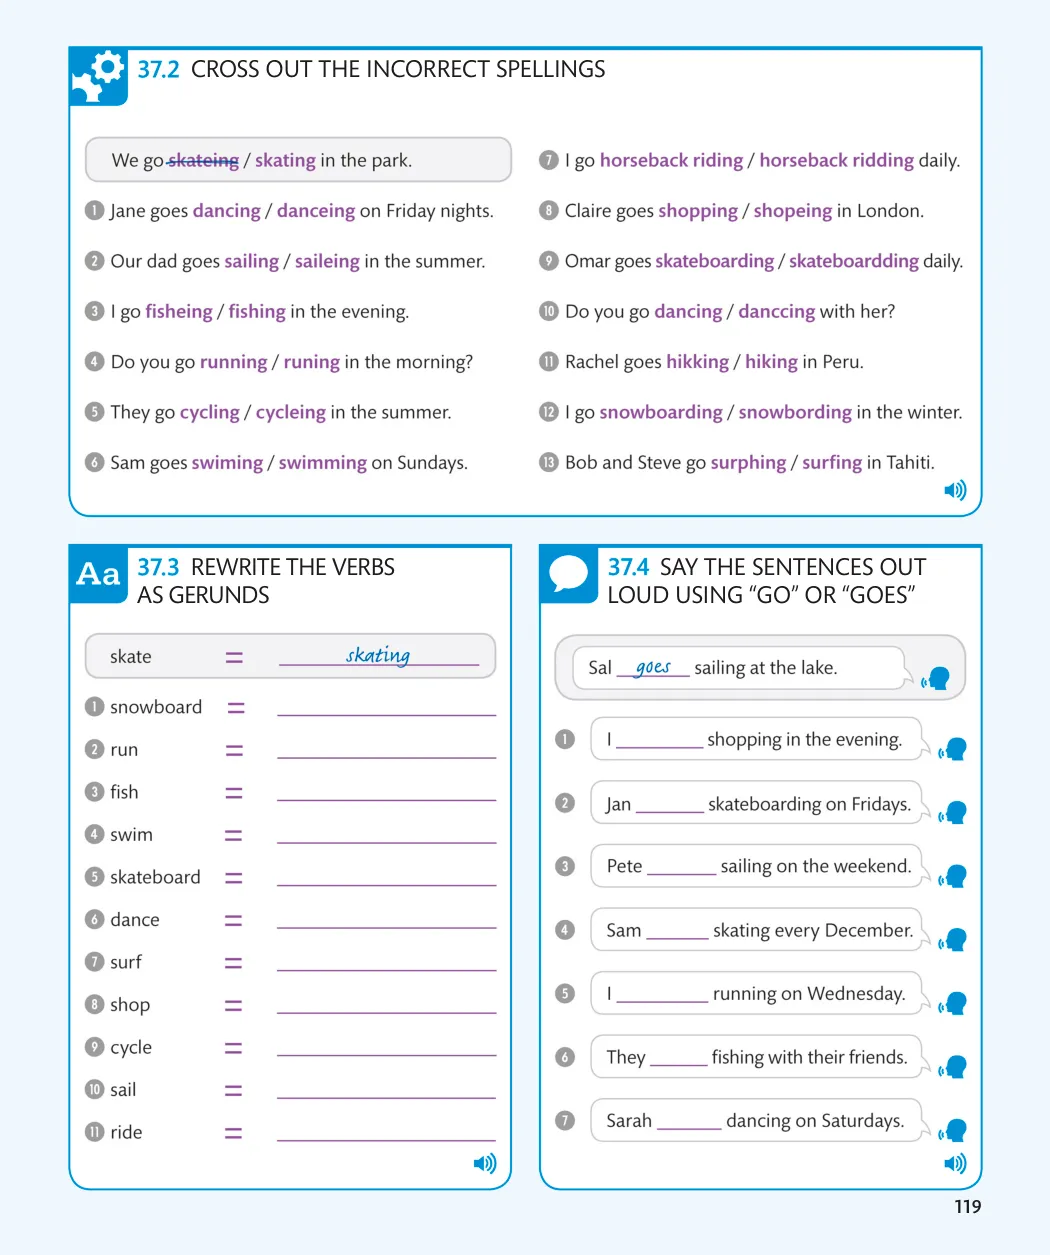 37.2 CROSS OUT THE INCORRECT SPELLINGS
We go skateing / skating in the park.
1 Jane goes dancing / danceing on Friday nights.
2 Our dad goes sailing / saileing in the summer.
3 I go fisheing / fishing in the evening.
4 Do you go running / runing in the morning?
5 They go cycling / cycleing in the summer.
6 Sam goes swiming / swimming on Sundays.
7 I go horseback riding / horseback ridding daily.
8 Claire goes shopping / shopeing in London.
9 Omar goes skateboarding / skateboardding daily.
10 Do you go dancing / danccing with her?
11 Rachel goes hikking / hiking in Peru.
12 I go snowboarding / snowbording in the winter.
13 Bob and Steve go surphing / surfing in Tahiti.
Aa
37.3 REWRITE THE VERBS
AS GERUNDS
skate = skating
1 snowboard =
2 run =
3 fish =
4 swim =
5 skateboard =
6 dance =
7 surf =
8 shop =
9 cycle =
10 sail =
11 ride =
37.4 SAY THE SENTENCES OUT
LOUD USING “GO” OR “GOES”
Sal goes sailing at the lake.
1 I ________ shopping in the evening.
2 Jan ________ skateboarding on Fridays.
3 Pete ________ sailing on the weekend.
4 Sam ________ skating every December.
5 I ________ running on Wednesday.
6 They ________ fishing with their friends.
7 Sarah ________ dancing on Saturdays.
119